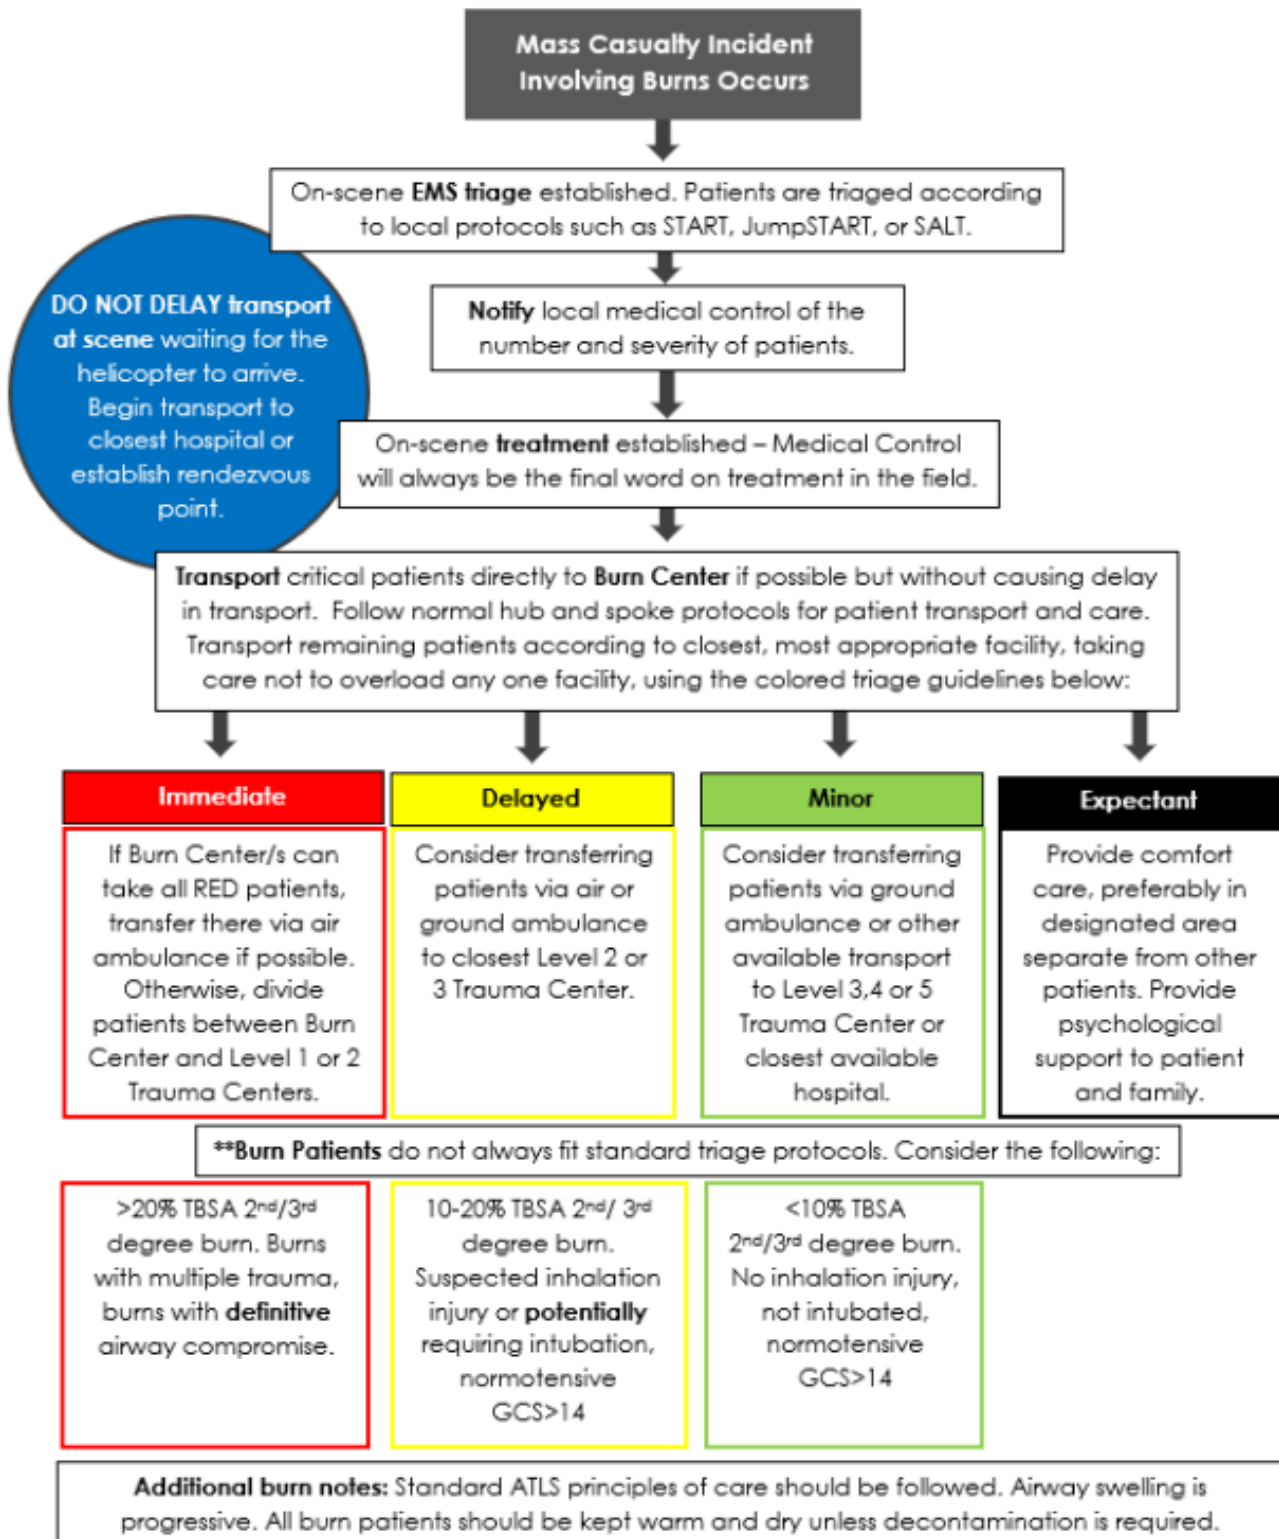 Mass Casualty Incident
Involving Burns Occurs
On-scene EMS triage established. Patients are triaged according
to local protocols such as START, JumpSTART, or SALT.
DO NOT DELAY transport
at scene waiting for the
helicopter to arrive.
Begin transport to
closest hospital or
establish rendezvous
point.
Notify local medical control of the
number and severity of patients.
On-scene treatment established – Medical Control
will always be the final word on treatment in the field.
Transport critical patients directly to Burn Center if possible but without causing delay
in transport. Follow normal hub and spoke protocols for patient transport and care.
Transport remaining patients according to closest, most appropriate facility, taking
care not to overload any one facility, using the colored triage guidelines below:
Immediate
If Burn Center/s can
take all RED patients,
transfer there via air
ambulance if possible.
Otherwise, divide
patients between Burn
Center and Level 1 or 2
Trauma Centers.
Delayed
Consider transferring
patients via air or
ground ambulance
to closest Level 2 or
3 Trauma Center.
Minor
Consider transferring
patients via ground
ambulance or other
available transport
to Level 3,4 or 5
Trauma Center or
closest available
hospital.
Expectant
Provide comfort
care, preferably in
designated area
separate from other
patients. Provide
psychological
support to patient
and family.
**Burn Patients do not always fit standard triage protocols. Consider the following:
>20% TBSA 2nd/3rd
degree burn. Burns
with multiple trauma,
burns with definitive
airway compromise.
10-20% TBSA 2nd/ 3rd
degree burn.
Suspected inhalation
injury or potentially
requiring intubation,
normotensive
GCS>14
<10% TBSA
2nd/3rd degree burn.
No inhalation injury,
not intubated,
normotensive
GCS>14
Additional burn notes: Standard ATLS principles of care should be followed. Airway swelling is
progressive. All burn patients should be kept warm and dry unless decontamination is required.